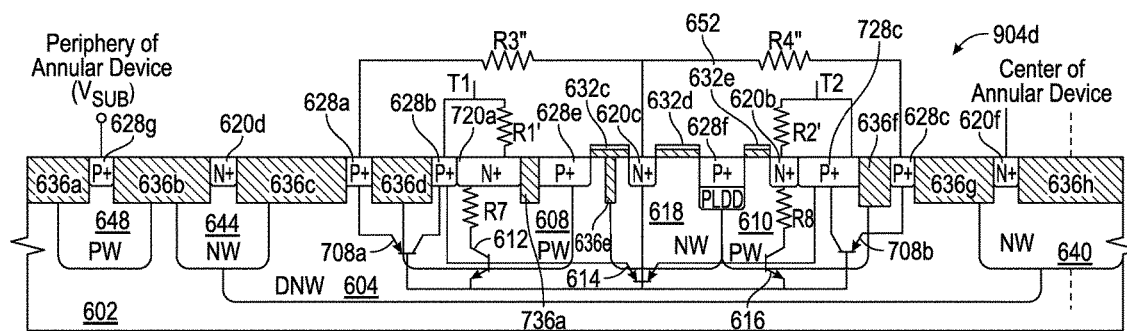 R3" 652 R4" 728c 904d
Periphery of
Annular Device
(VSUB)
Center of
Annular Device
T1 T2
628g 620d 628a 628b 720a R1' 628e 632c 620c 632d 632e 628f 620b R2' 636f 628c 620f
636a P+ 636b N+ 636c P+ 636d P+ N+ P+ N+ P+ N+ P+ P+ 636g N+ 636h
PLDD
648 644 R7 608 636e 618 610 R8
PW NW 612 PW NW PW NW 640
708a 614 708b
DNW 604
602 736a 616